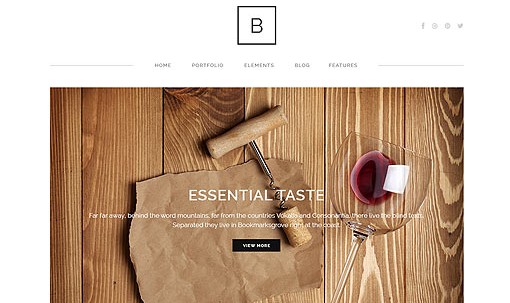 B
HOME PORTFOLIO ELEMENTS BLOG FEATURES
ESSENTIAL TASTE
Far far away, behind the word mountains, far from the countries Vokalia and Consonantia, there live the blind texts.
Separated they live in Bookmarksgrove right at the coast.
VIEW MORE